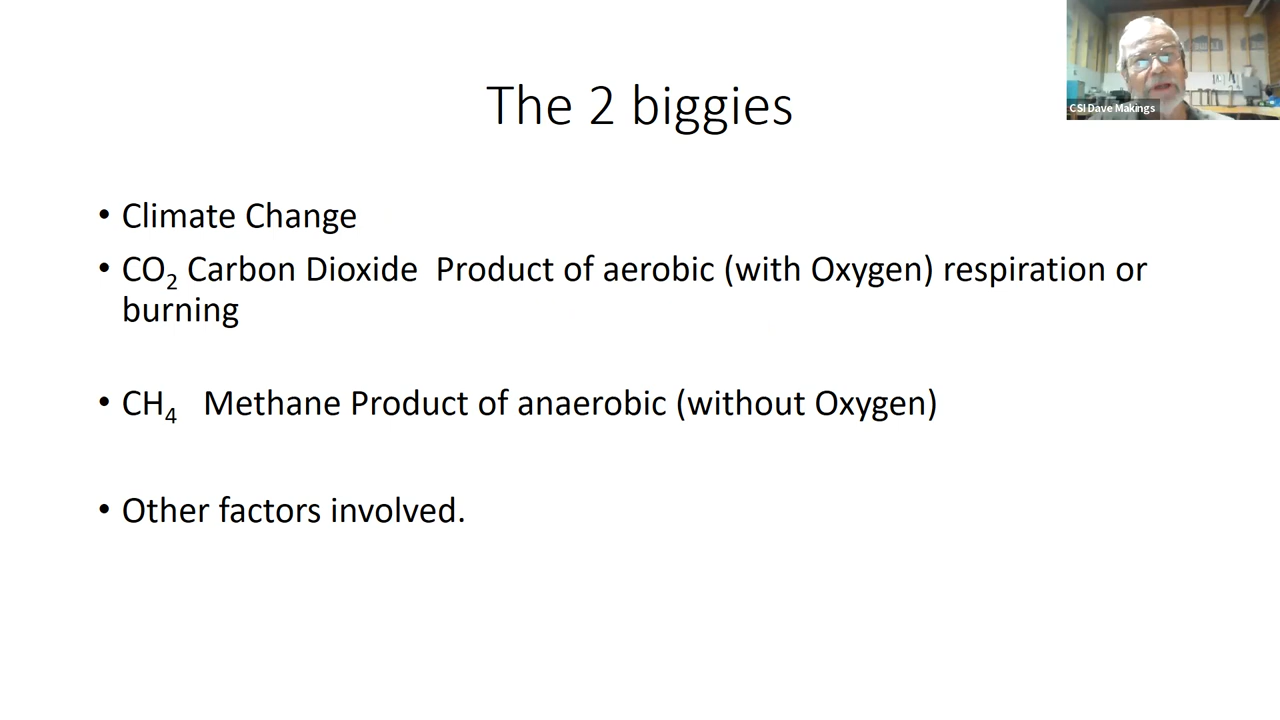 The 2 biggies
CSI Dave Makings
• Climate Change
• CO₂ Carbon Dioxide  Product of aerobic (with Oxygen) respiration or
burning
• CH₄   Methane Product of anaerobic (without Oxygen)
• Other factors involved.